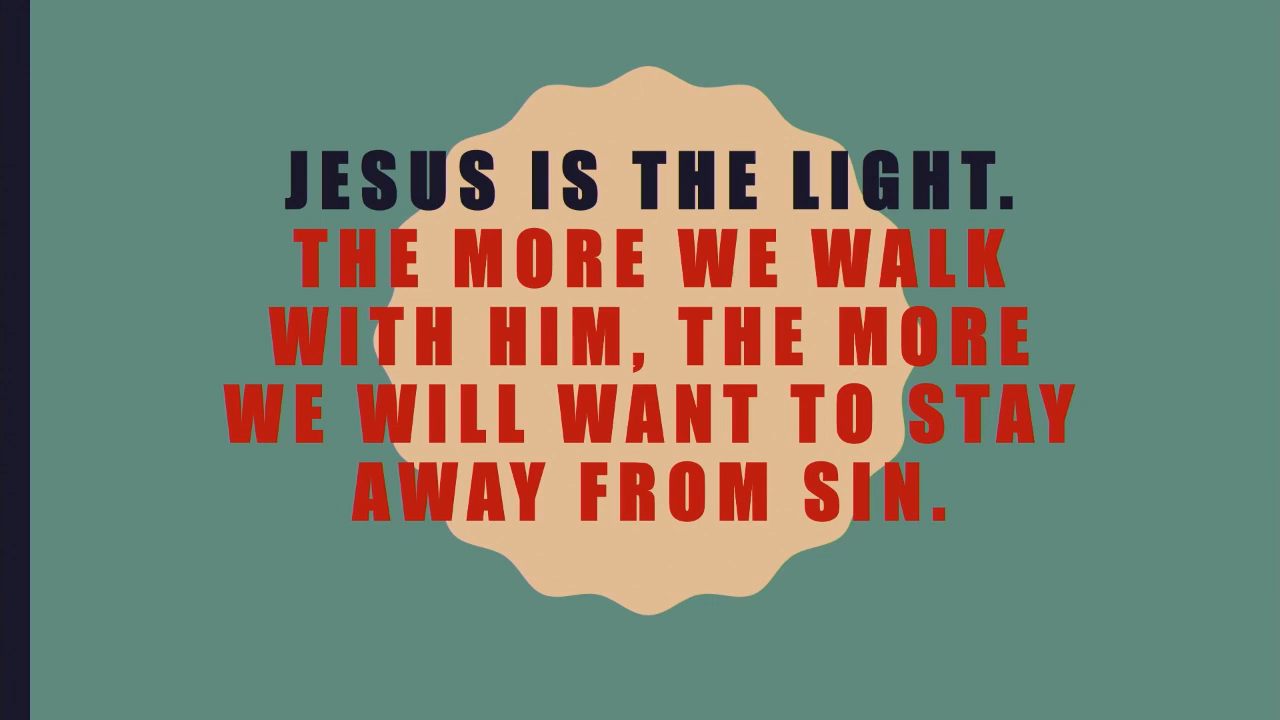 JESUS IS THE LIGHT.
THE MORE WE WALK
WITH HIM, THE MORE
WE WILL WANT TO STAY
AWAY FROM SIN.